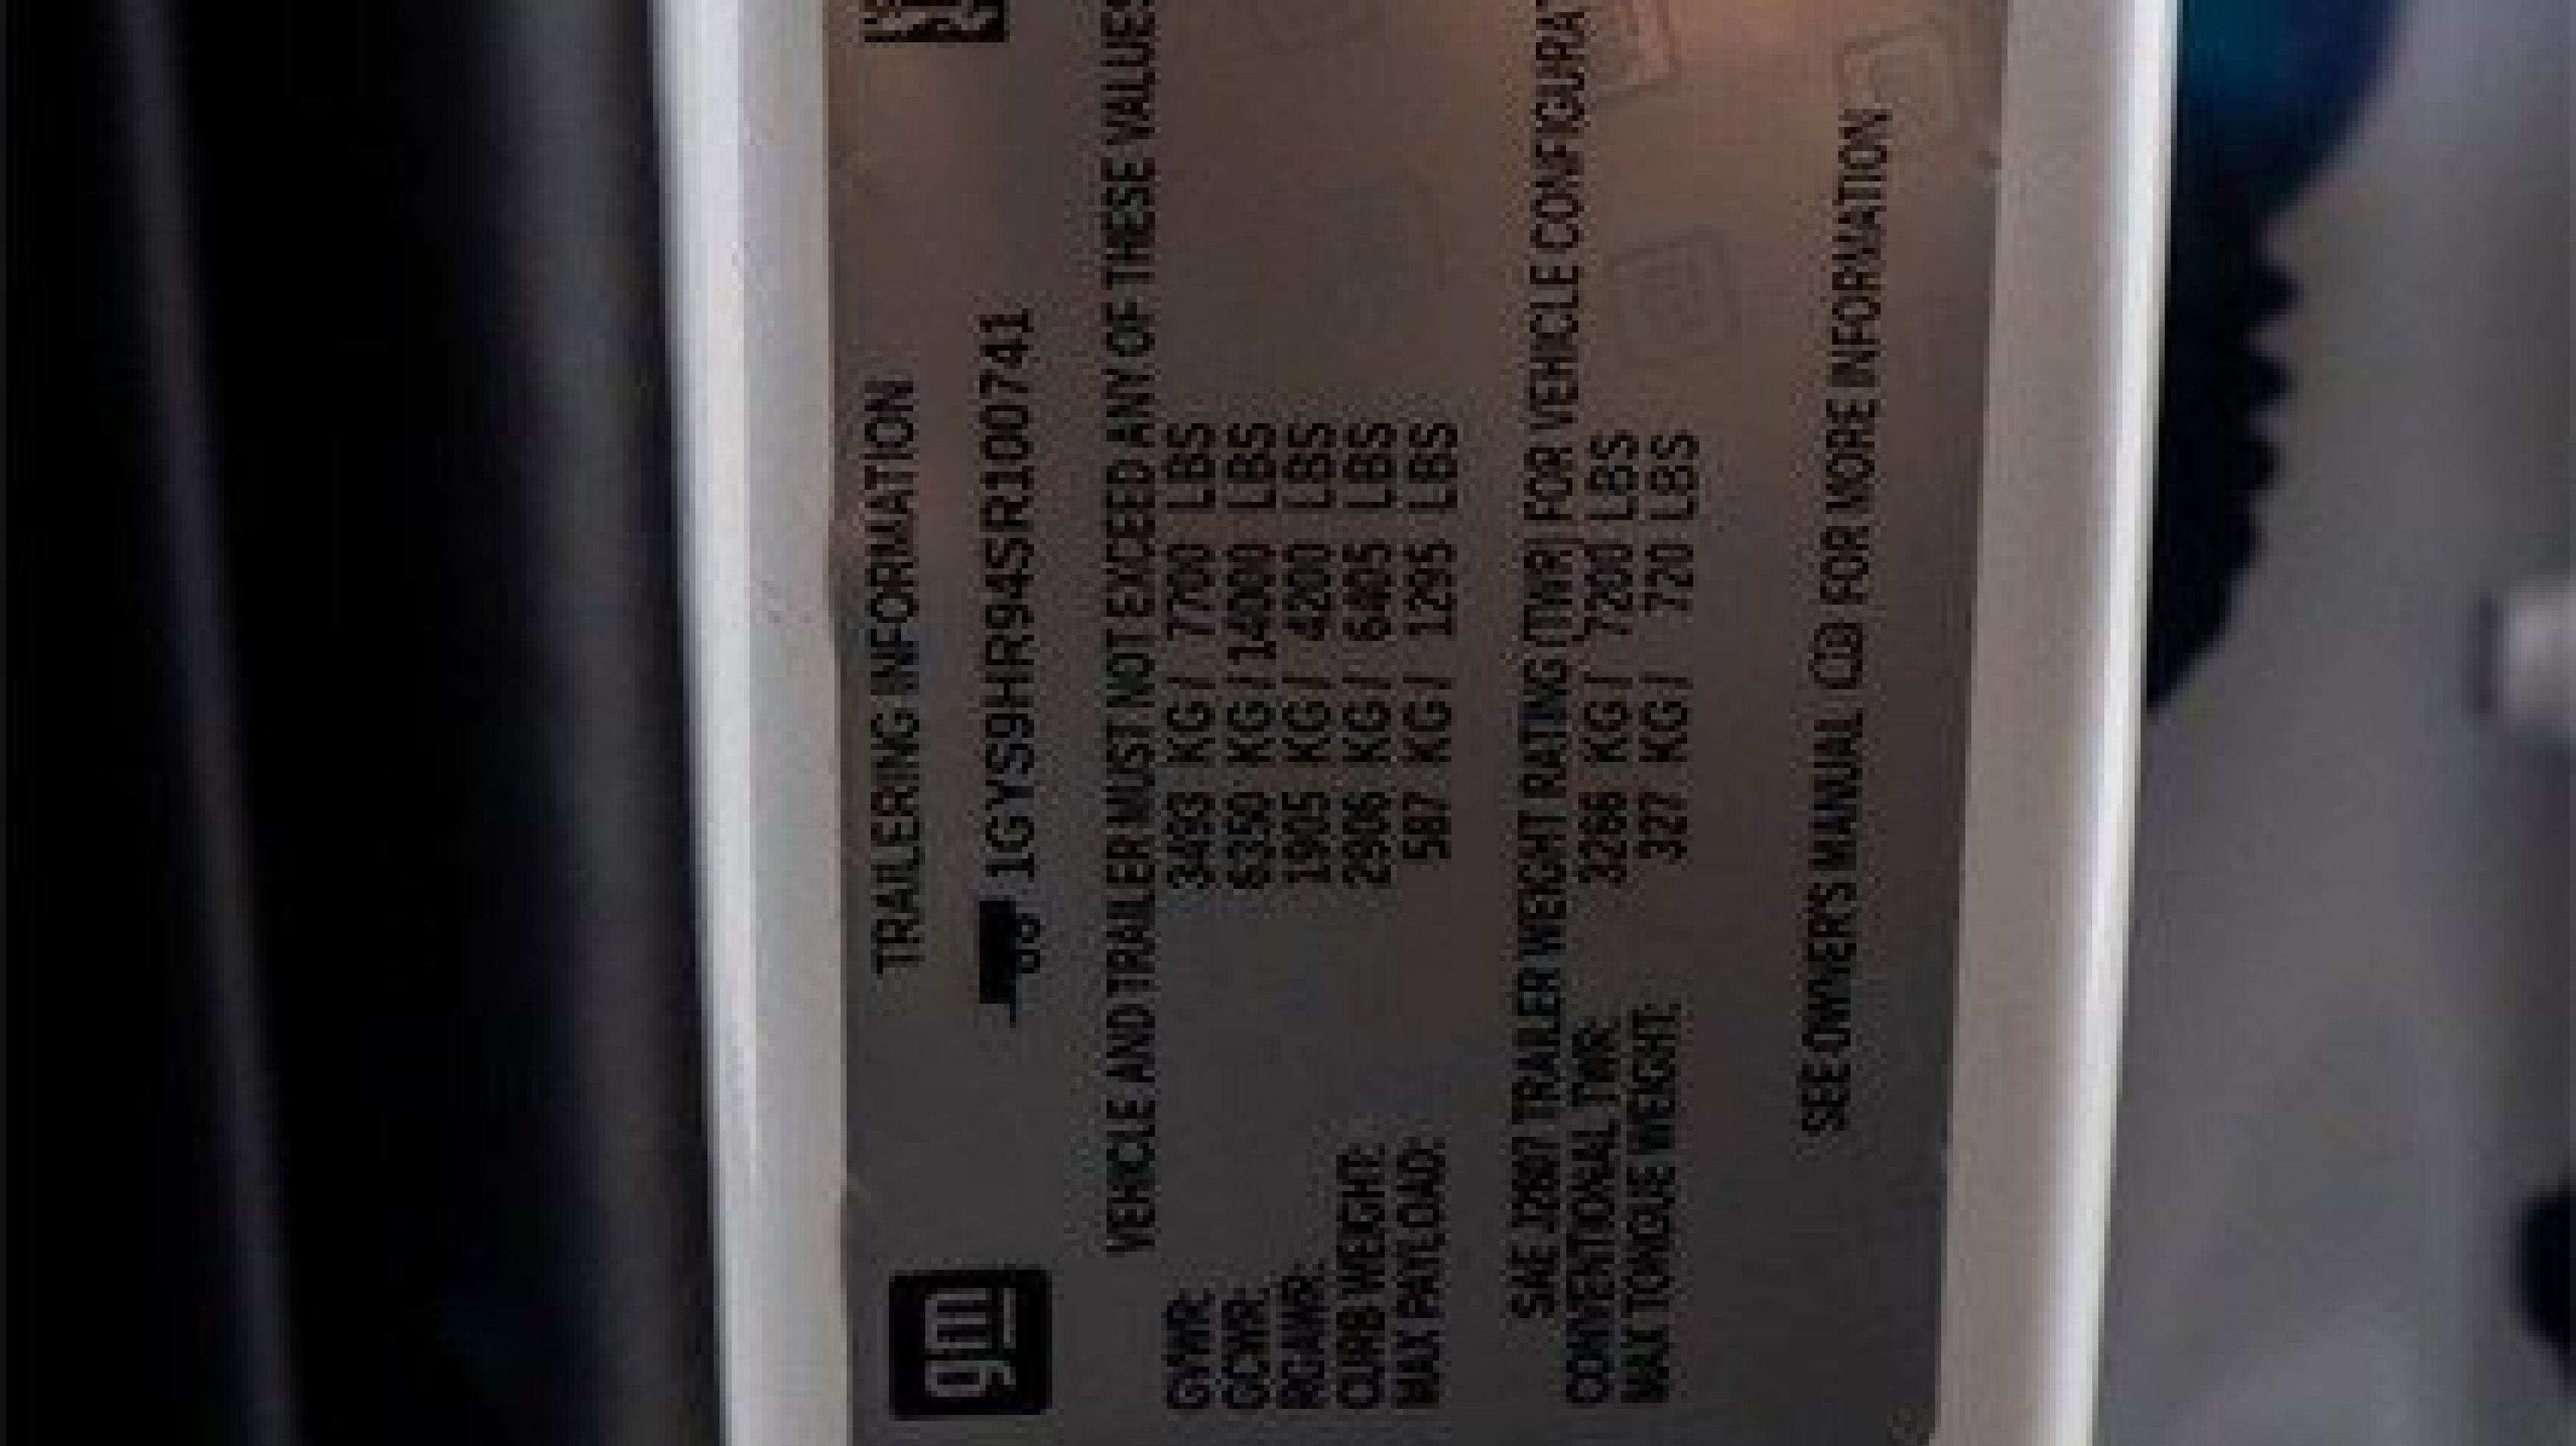 gm
TRAILERING INFORMATION
1GYS9HR94SR100741
VEHICLE AND TRAILER MUST NOT EXCEED ANY OF THESE VALUES
GVWR: 3493 KG / 7700 LBS
GCWR: 6350 KG / 14000 LBS
RGAWR: 1905 KG / 4200 LBS
CURB WEIGHT: 2906 KG / 6405 LBS
MAX PAYLOAD: 587 KG / 1295 LBS
SAE J2807 TRAILER WEIGHT RATING (TWR) FOR VEHICLE CONFIGURAT
CONVENTIONAL TWR: 3266 KG / 7200 LBS
MAX TONGUE WEIGHT: 327 KG / 720 LBS
SEE OWNER'S MANUAL FOR MORE INFORMATION